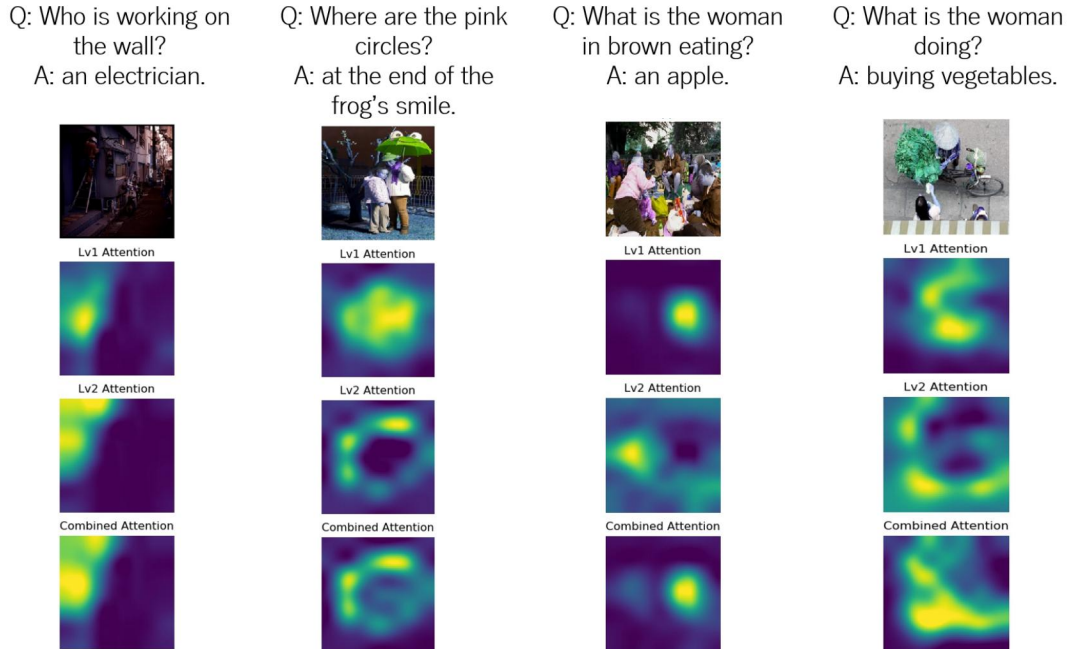 Q: Who is working on
the wall?
A: an electrician.
Q: Where are the pink
circles?
A: at the end of the
frog's smile.
Q: What is the woman
in brown eating?
A: an apple.
Q: What is the woman
doing?
A: buying vegetables.
Lv1 Attention
Lv1 Attention
Lv1 Attention
Lv1 Attention
Lv2 Attention
Lv2 Attention
Lv2 Attention
Lv2 Attention
Combined Attention
Combined Attention
Combined Attention
Combined Attention